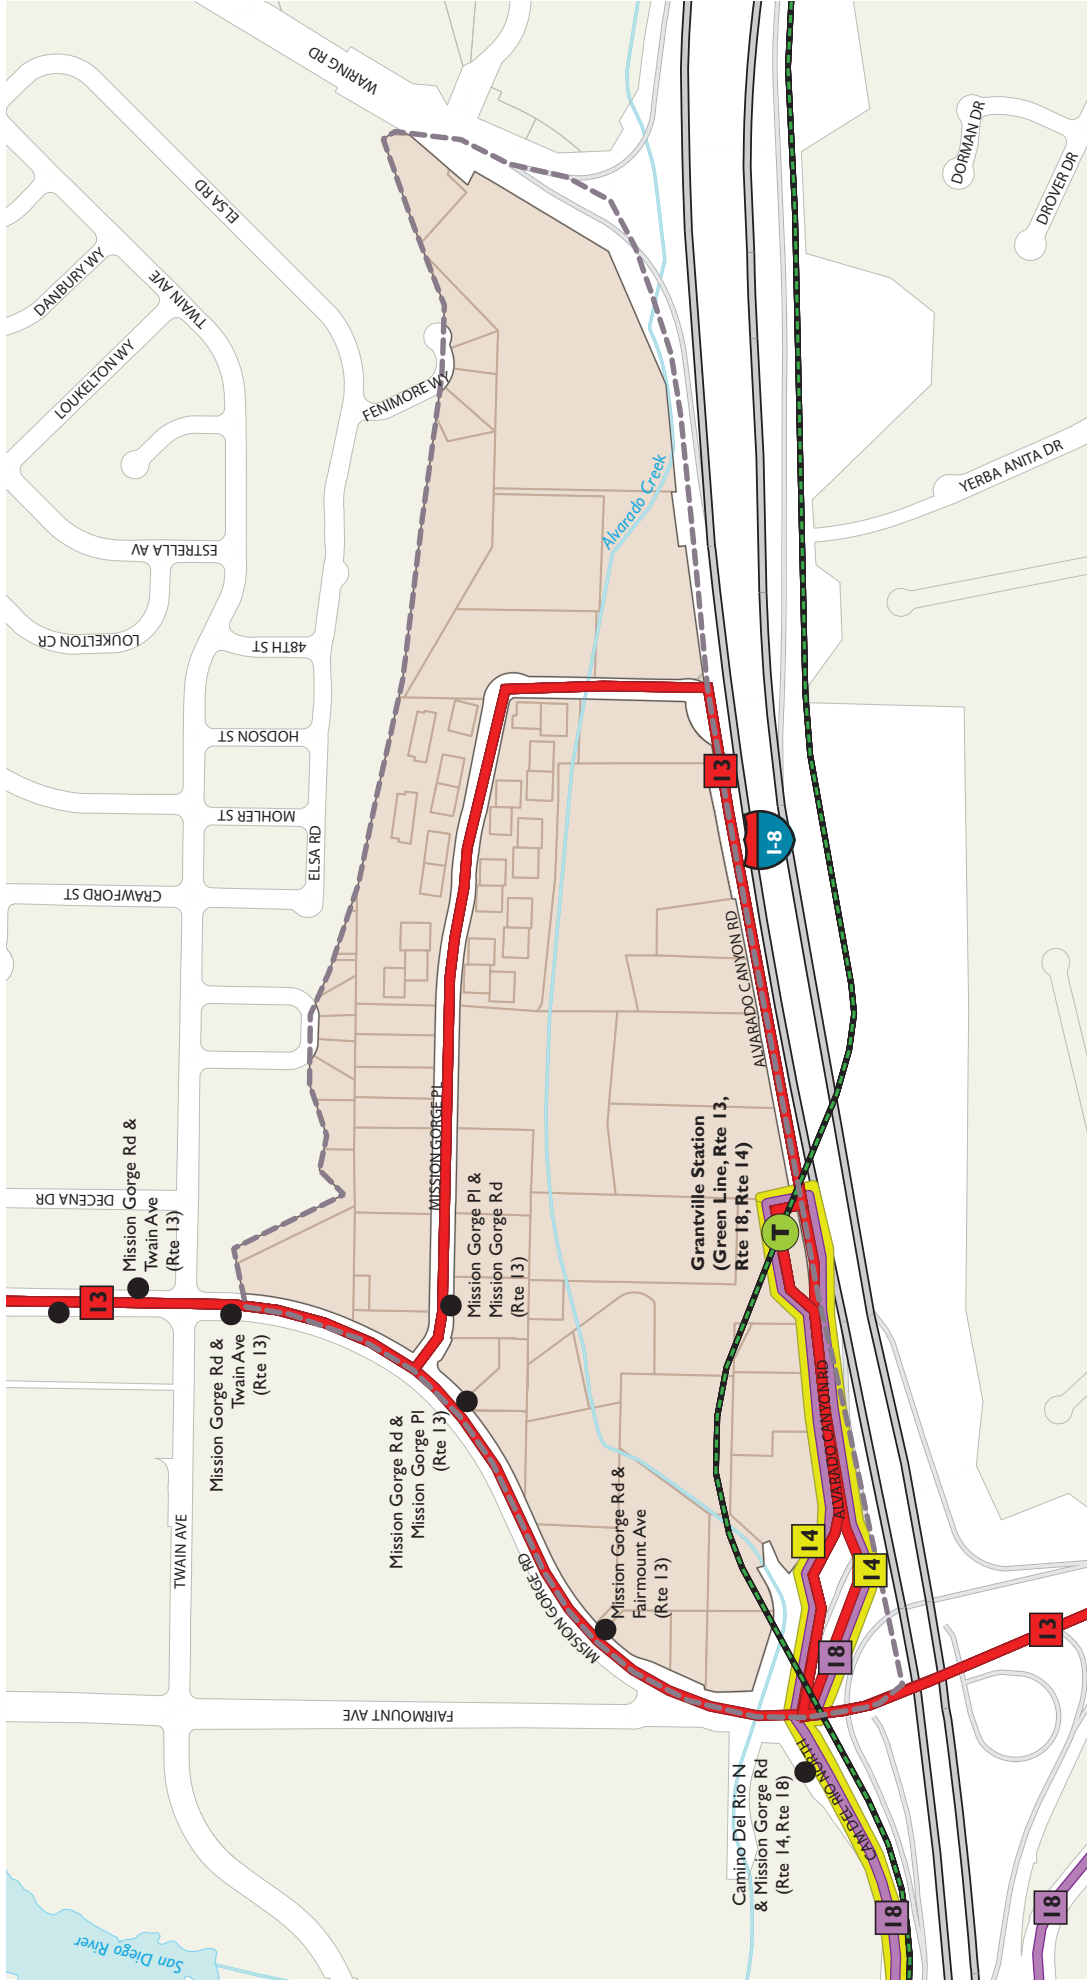 WARING RD
ELSA RD
DANBURY WY
TWAIN AVE
LOUKELTON WY
FENIMORE WY
DORMAN DR
DROVER DR
YERBA ANITA DR
Alvarado Creek
ESTRELLA AV
LOUKELTON CR
48TH ST
HODSON ST
MOHLER ST
ELSA RD
CRAWFORD ST
13
I-8
ALVARADO CANYON RD
DECENA DR
Mission Gorge Rd &
Twain Ave
(Rte 13)
MISSION GORGE PL
Mission Gorge Pl &
Mission Gorge Rd
(Rte 13)
Grantville Station
(Green Line, Rte 13,
Rte 18, Rte 14)
T
13
Mission Gorge Rd &
Twain Ave
(Rte 13)
Mission Gorge Rd &
Mission Gorge Pl
(Rte 13)
ALVARADO CANYON RD
TWAIN AVE
MISSION GORGE RD
Mission Gorge Rd &
Fairmount Ave
(Rte 13)
14
14
18
13
FAIRMOUNT AVE
CAM DEL RIO NORTH
Camino Del Rio N
& Mission Gorge Rd
(Rte 14, Rte 18)
18
18
San Diego River